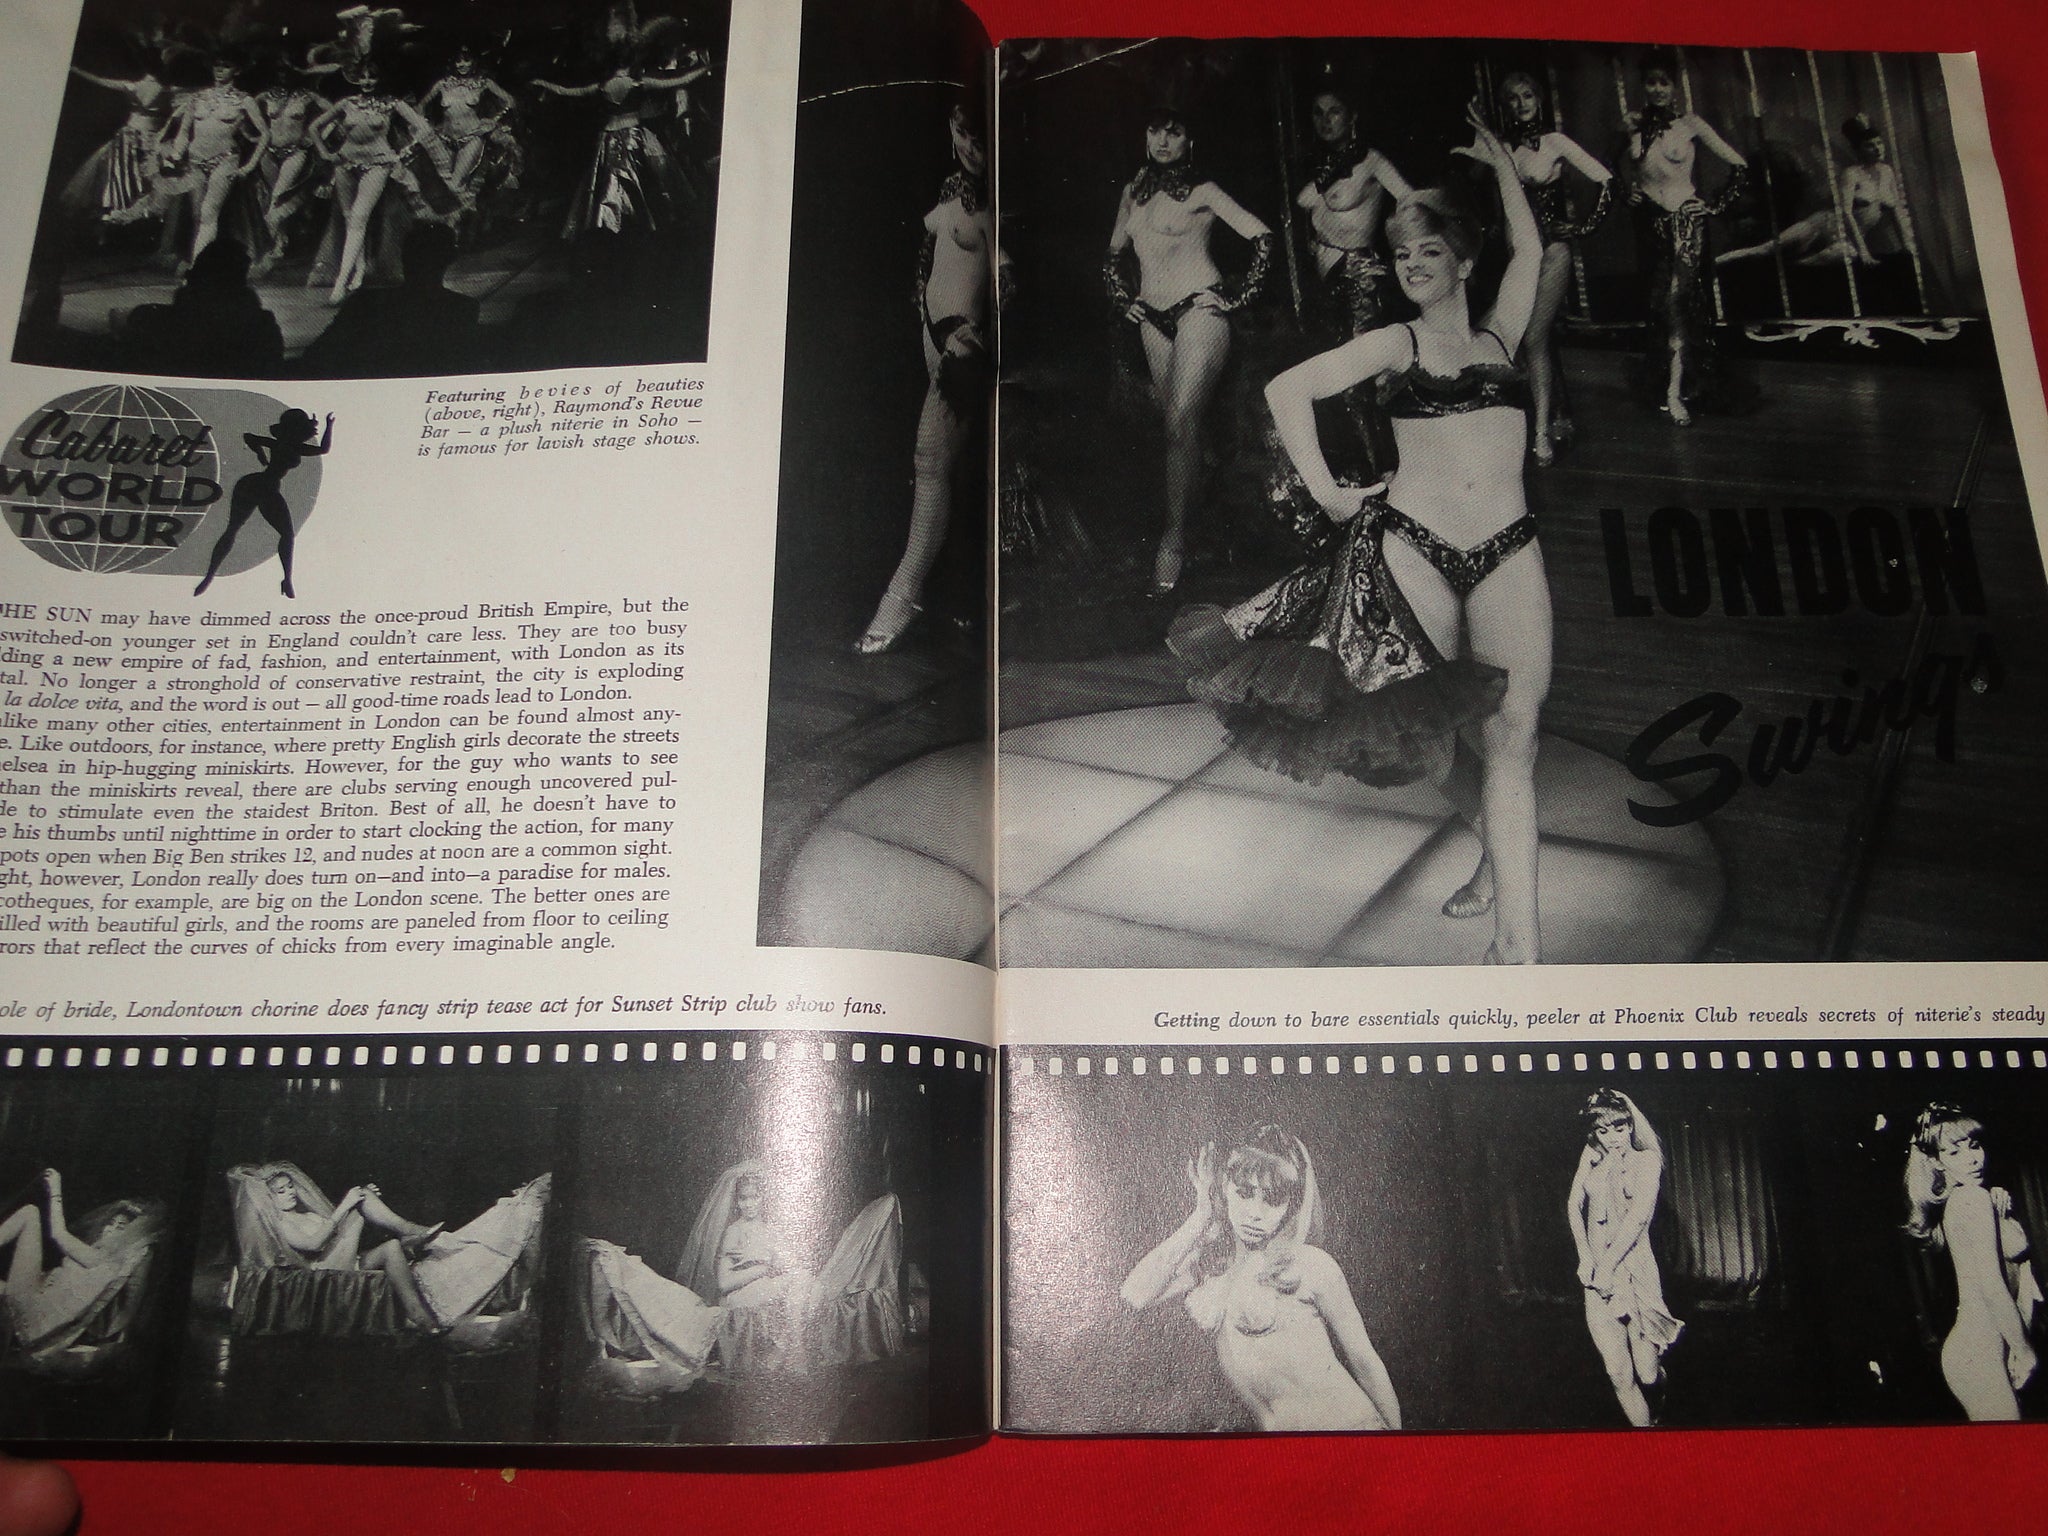 Featuring bevies of beauties
(above, right), Raymond's Revue
Bar — a plush niterie in Soho —
is famous for lavish stage shows.
Cabaret
WORLD
TOUR
THE SUN may have dimmed across the once-proud British Empire, but the
switched-on younger set in England couldn't care less. They are too busy
lding a new empire of fad, fashion, and entertainment, with London as its
tal. No longer a stronghold of conservative restraint, the city is exploding
la dolce vita, and the word is out — all good-time roads lead to London.
like many other cities, entertainment in London can be found almost any-
e. Like outdoors, for instance, where pretty English girls decorate the streets
elsea in hip-hugging miniskirts. However, for the guy who wants to see
than the miniskirts reveal, there are clubs serving enough uncovered pul-
de to stimulate even the staidest Briton. Best of all, he doesn't have to
e his thumbs until nighttime in order to start clocking the action, for many
pots open when Big Ben strikes 12, and nudes at noon are a common sight.
ght, however, London really does turn on—and into—a paradise for males.
cotheques, for example, are big on the London scene. The better ones are
illed with beautiful girls, and the rooms are paneled from floor to ceiling
rors that reflect the curves of chicks from every imaginable angle.
ole of bride, Londontown chorine does fancy strip tease act for Sunset Strip club show fans.
LONDON
Swings
Getting down to bare essentials quickly, peeler at Phoenix Club reveals secrets of niterie's steady